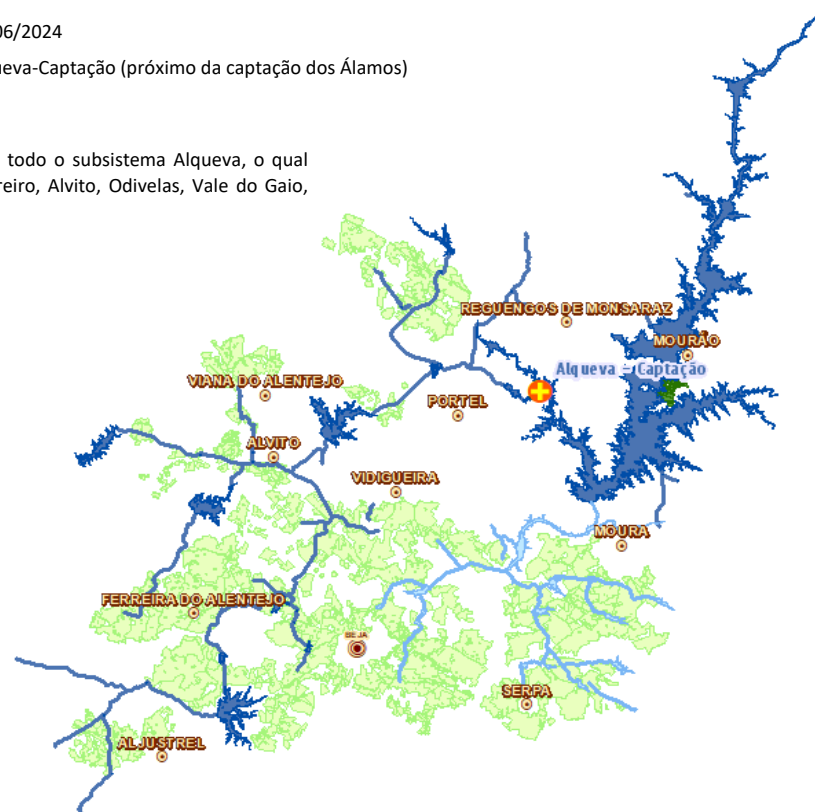 06/2024
ueva-Captação (próximo da captação dos Álamos)
todo o subsistema Alqueva, o qual
reiro, Alvito, Odivelas, Vale do Gaio,
REGUENGOS DE MONSARAZ
MOURÃO
Alqueva - Captação
VIANA DO ALENTEJO
PORTEL
ALVITO
VIDIGUEIRA
MOURA
FERREIRA DO ALENTEJO
BEJA
SERPA
ALJUSTREL